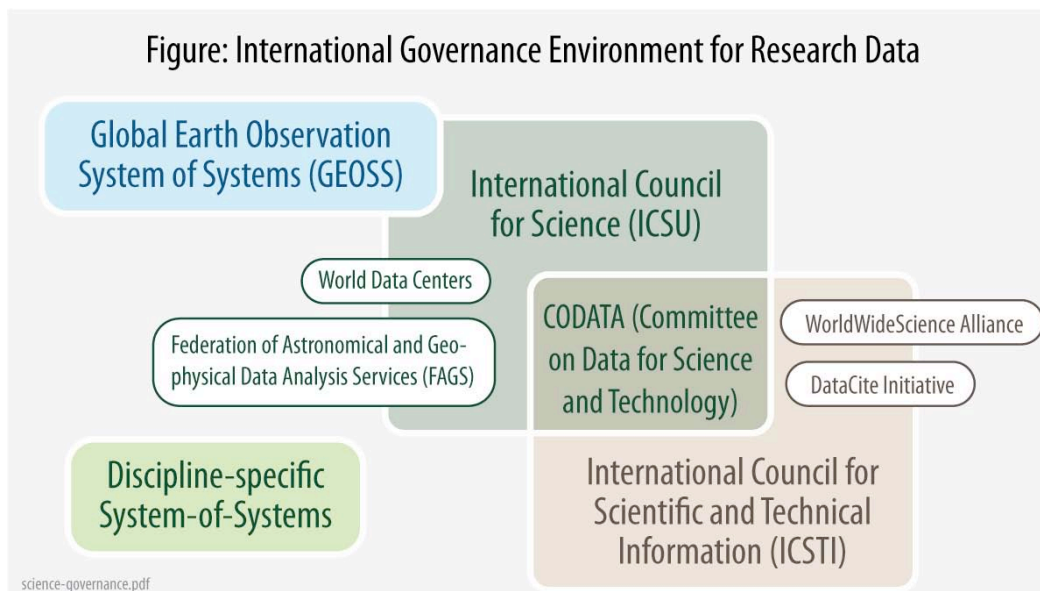 Figure: International Governance Environment for Research Data
Global Earth Observation
System of Systems (GEOSS)
International Council
for Science (ICSU)
World Data Centers
Federation of Astronomical and Geo-
physical Data Analysis Services (FAGS)
CODATA (Committee
on Data for Science
and Technology)
WorldWideScience Alliance
DataCite Initiative
Discipline-specific
System-of-Systems
International Council for
Scientific and Technical
Information (ICSTI)
science-governance.pdf